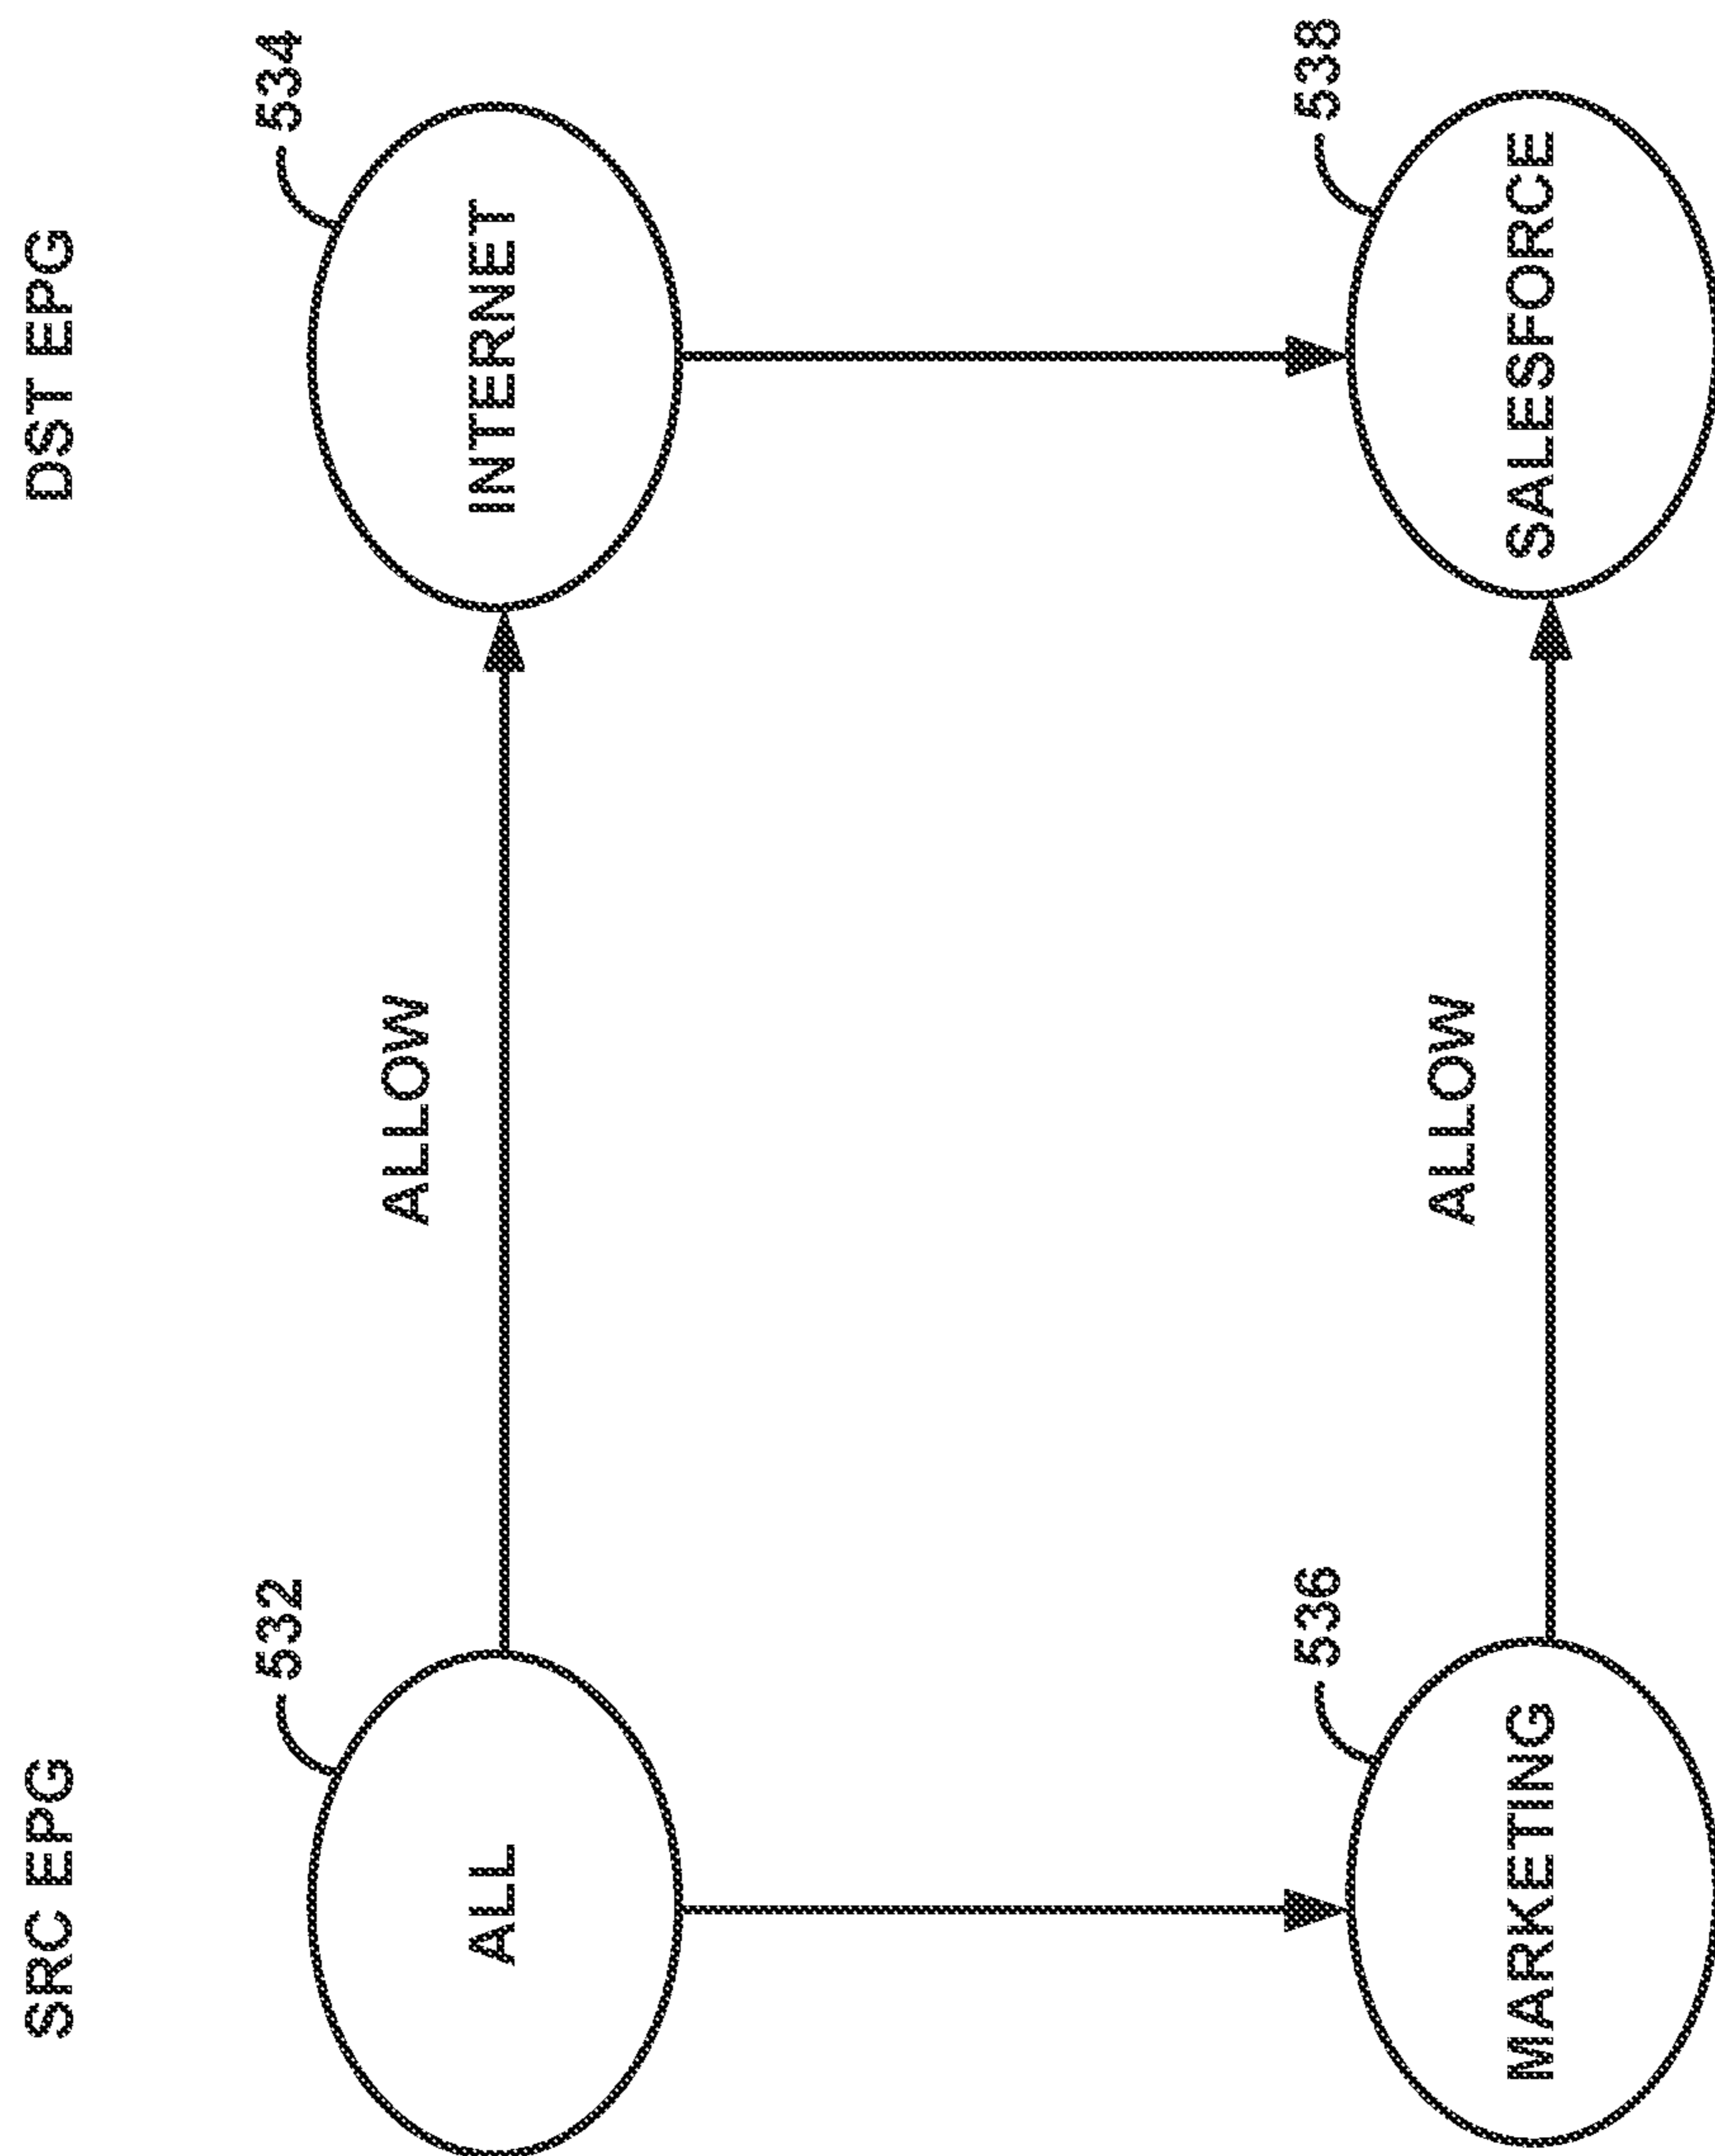 SRC EPG
DST EPG
532
534
ALL
ALLOW
INTERNET
536
538
MARKETING
ALLOW
SALESFORCE